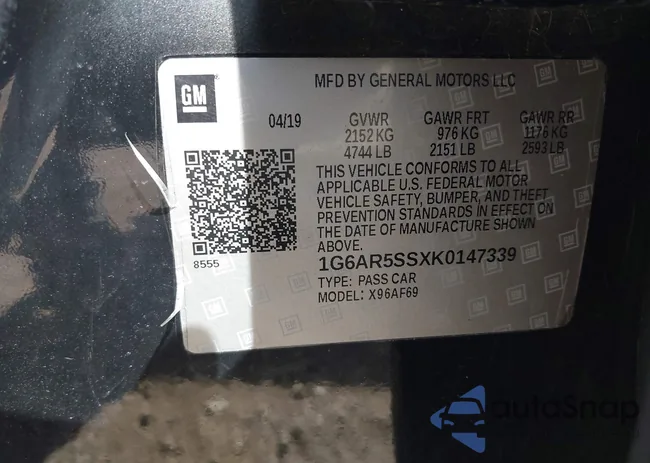 GM
MFD BY GENERAL MOTORS LLC
04/19 GVWR GAWR FRT GAWR RR
2152 KG 976 KG 1176 KG
4744 LB 2151 LB 2593 LB
THIS VEHICLE CONFORMS TO ALL
APPLICABLE U.S. FEDERAL MOTOR
VEHICLE SAFETY, BUMPER, AND THEFT
PREVENTION STANDARDS IN EFFECT ON
THE DATE OF MANUFACTURE SHOWN
ABOVE.
8555
1G6AR5SSXK0147339
TYPE: PASS CAR
MODEL: X96AF69
autoSnap